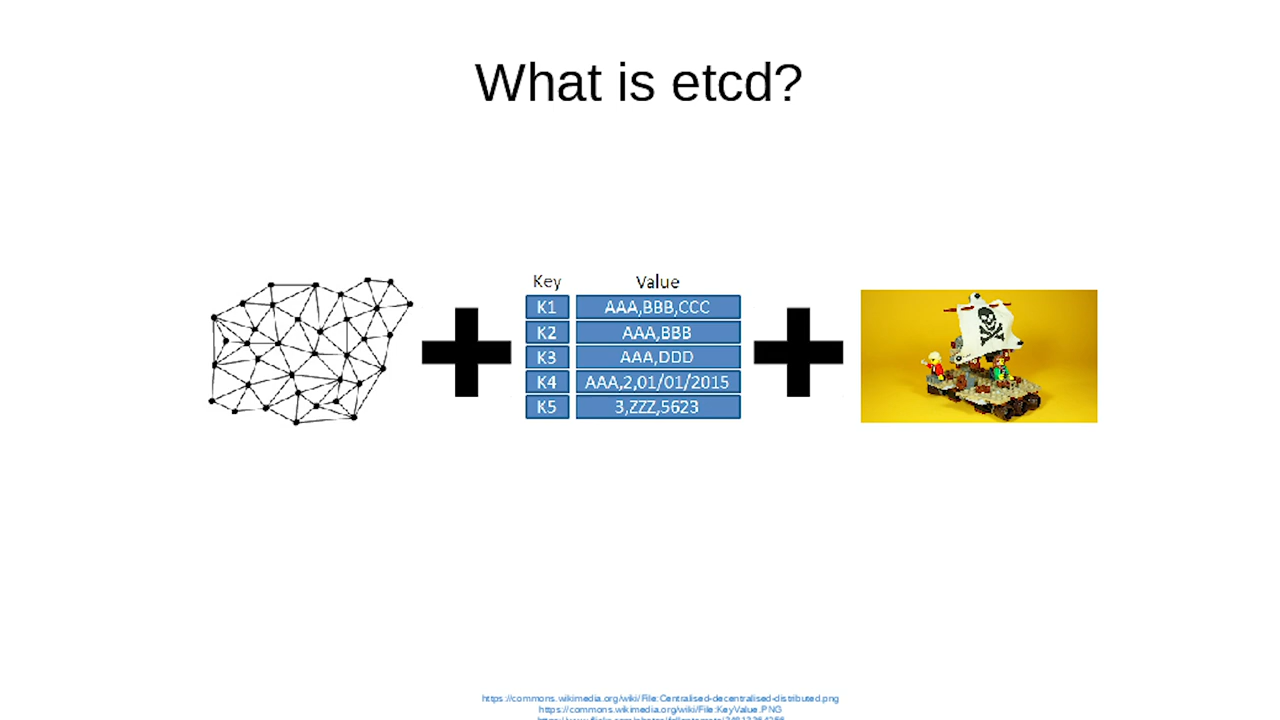 What is etcd?
Key Value
K1 AAA,BBB,CCC
K2 AAA,BBB
K3 AAA,DDD
K4 AAA,2,01/01/2015
K5 3,ZZZ,5623
https://commons.wikimedia.org/wiki/File:Centralised-decentralised-distributed.png
https://commons.wikimedia.org/wiki/File:KeyValue.PNG